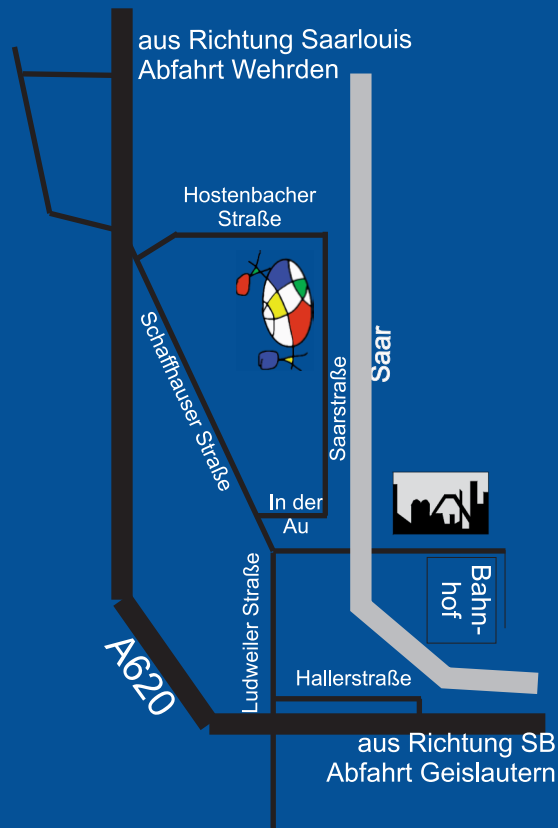 aus Richtung Saarlouis
Abfahrt Wehrden
Hostenbacher
Straße
Schaffhauser Straße
Saarstraße
Saar
In der
Au
Ludweiler Straße
Bahn-
hof
A620
Hallerstraße
aus Richtung SB
Abfahrt Geislautern